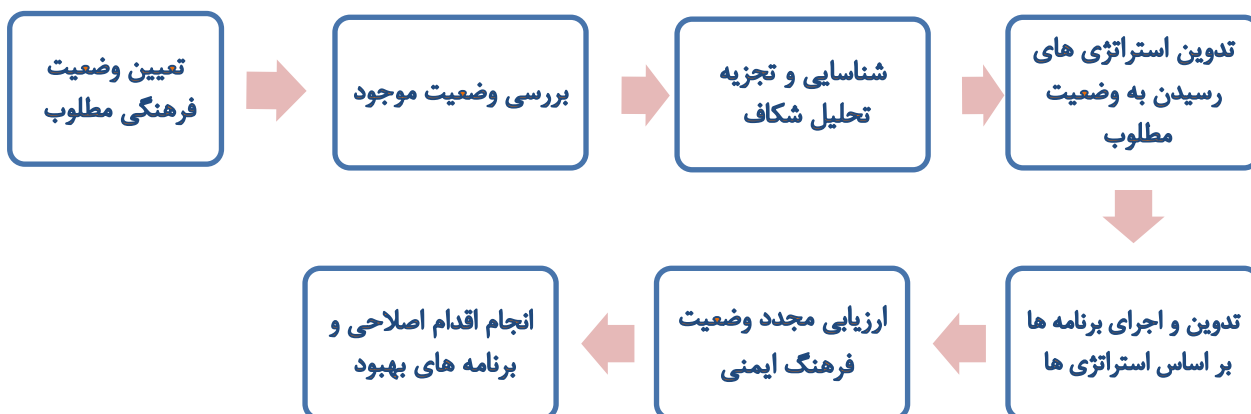 تعیین وضعیت
فرهنگی مطلوب
بررسی وضعیت موجود
شناسایی و تجزیه
تحلیل شکاف
تدوین استراتژی های
رسیدن به وضعیت
مطلوب
تدوین و اجرای برنامه ها
بر اساس استراتژی ها
ارزیابی مجدد وضعیت
فرهنگ ایمنی
انجام اقدام اصلاحی و
برنامه های بهبود